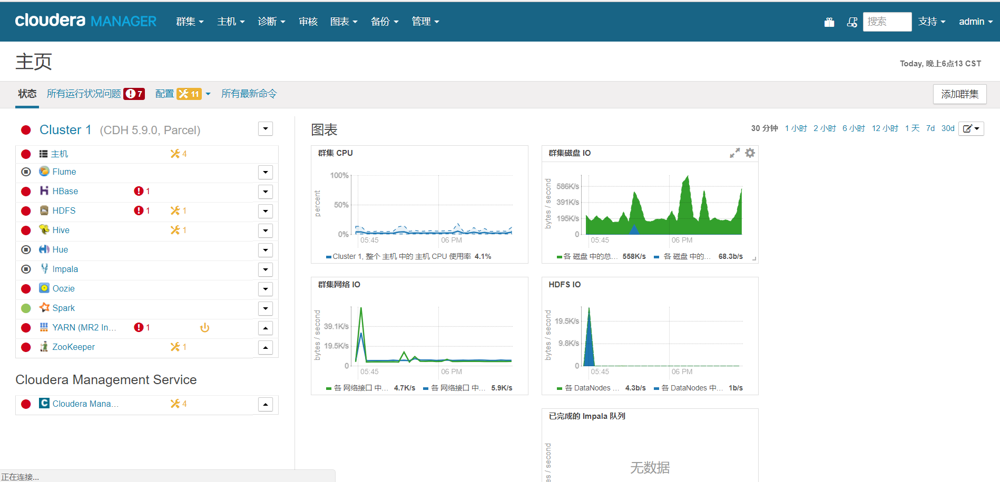 cloudera MANAGER 群集 主机 诊断 审核 图表 备份 管理 搜索 支持 admin
主页
Today, 晚上6点13 CST
状态 所有运行状况问题 7 配置 11 所有最新命令 添加群集
Cluster 1 (CDH 5.9.0, Parcel)
主机 4
Flume
HBase 1
HDFS 1 1
Hive 1
Hue
Impala
Oozie
Spark
YARN (MR2 In... 1
ZooKeeper 1
Cloudera Management Service
Cloudera Mana... 4
图表
30 分钟 1 小时 2 小时 6 小时 12 小时 1 天 7d 30d
群集 CPU
percent
100%
50%
0%
05:45 06 PM
Cluster 1, 整个 主机 中的 主机 CPU 使用率 4.1%
群集磁盘 IO
bytes / second
586K/s
391K/s
195K/s
0
05:45 06 PM
各 磁盘 中的总... 558K/s 各 磁盘 中的... 68.3b/s
群集网络 IO
bytes / second
39.1K/s
19.5K/s
0
05:45 06 PM
各 网络接口 中... 4.7K/s 各 网络接口 中... 5.9K/s
HDFS IO
bytes / second
19.5K/s
9.8K/s
0
05:45 06 PM
各 DataNodes ... 4.3b/s 各 DataNodes 中... 1b/s
已完成的 Impala 队列
es / second
无数据
正在连接...